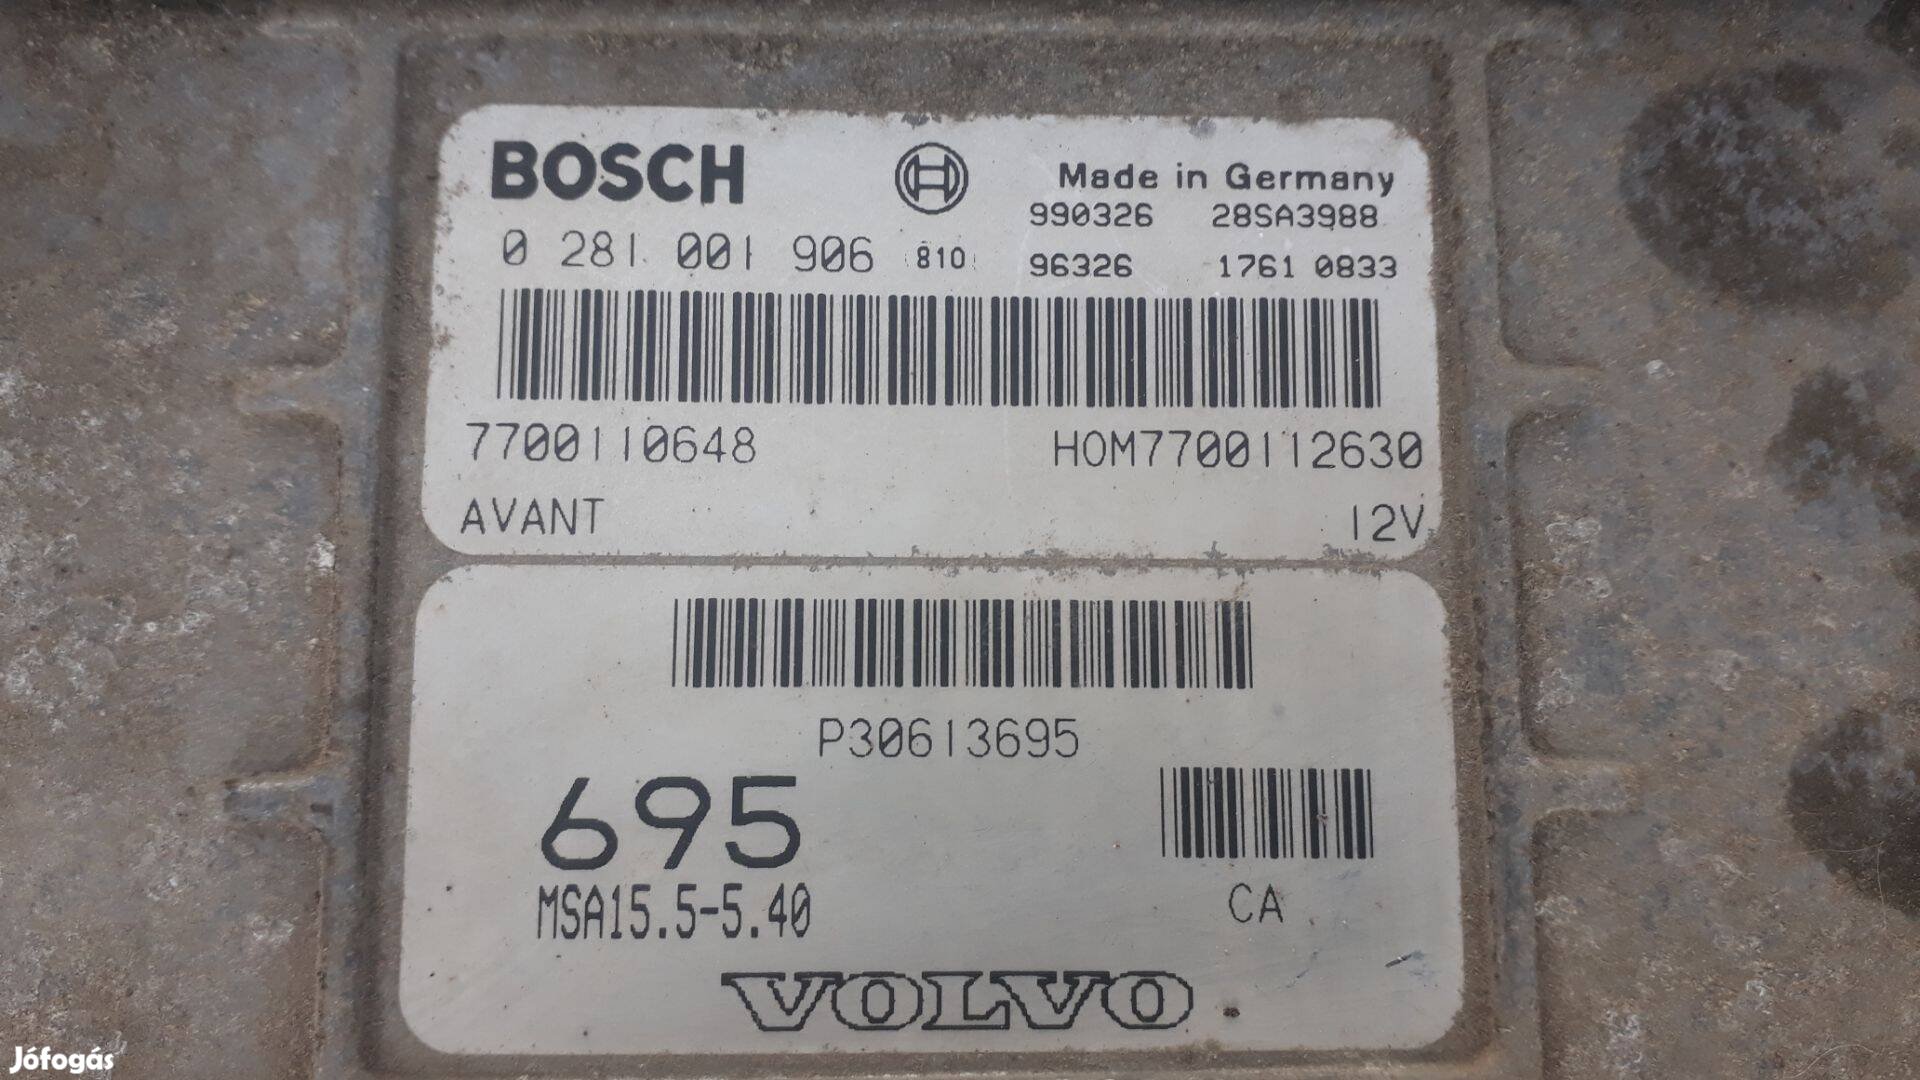 BOSCH
Made in Germany
990326 28SA3988
0 281 001 906 810 96326 1761 0833
7700110648 HOM7700112630
AVANT 12V
P30613695
695
MSA15.5-5.40
CA
VOLVO
Jófogás